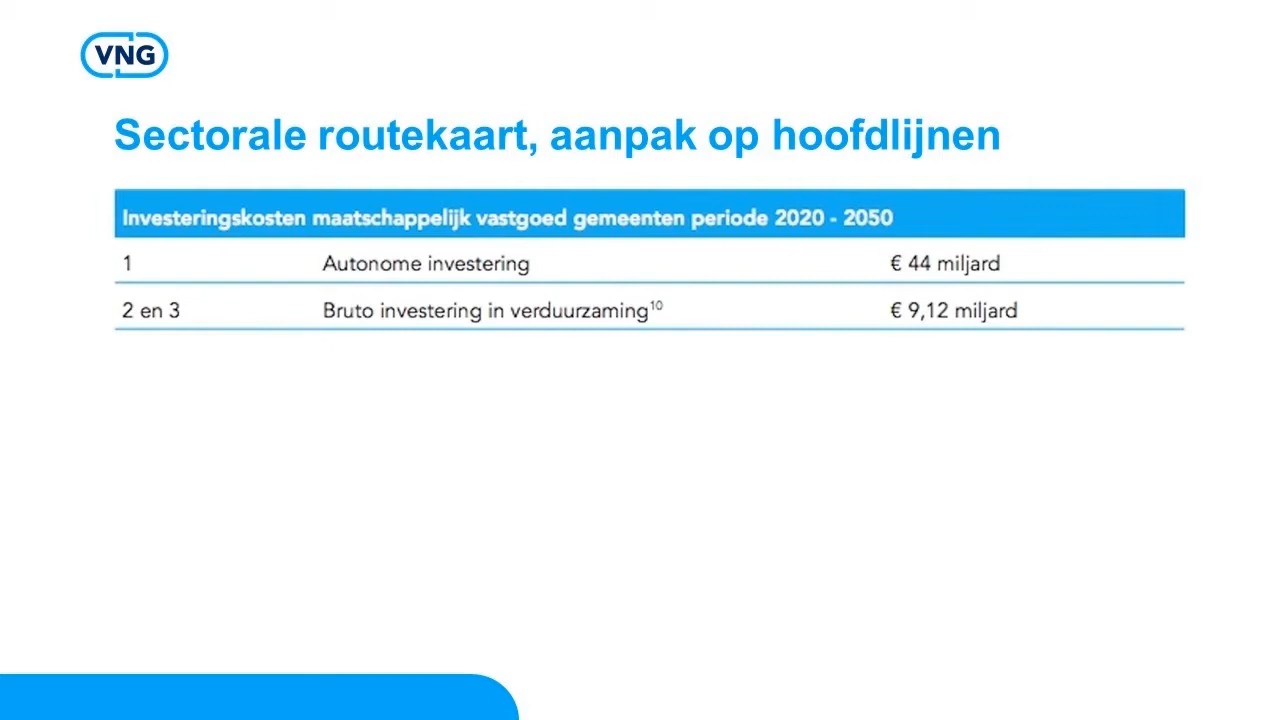 VNG
Sectorale routekaart, aanpak op hoofdlijnen
Investeringskosten maatschappelijk vastgoed gemeenten periode 2020 - 2050
1 Autonome investering € 44 miljard
2 en 3 Bruto investering in verduurzaming¹⁰ € 9,12 miljard